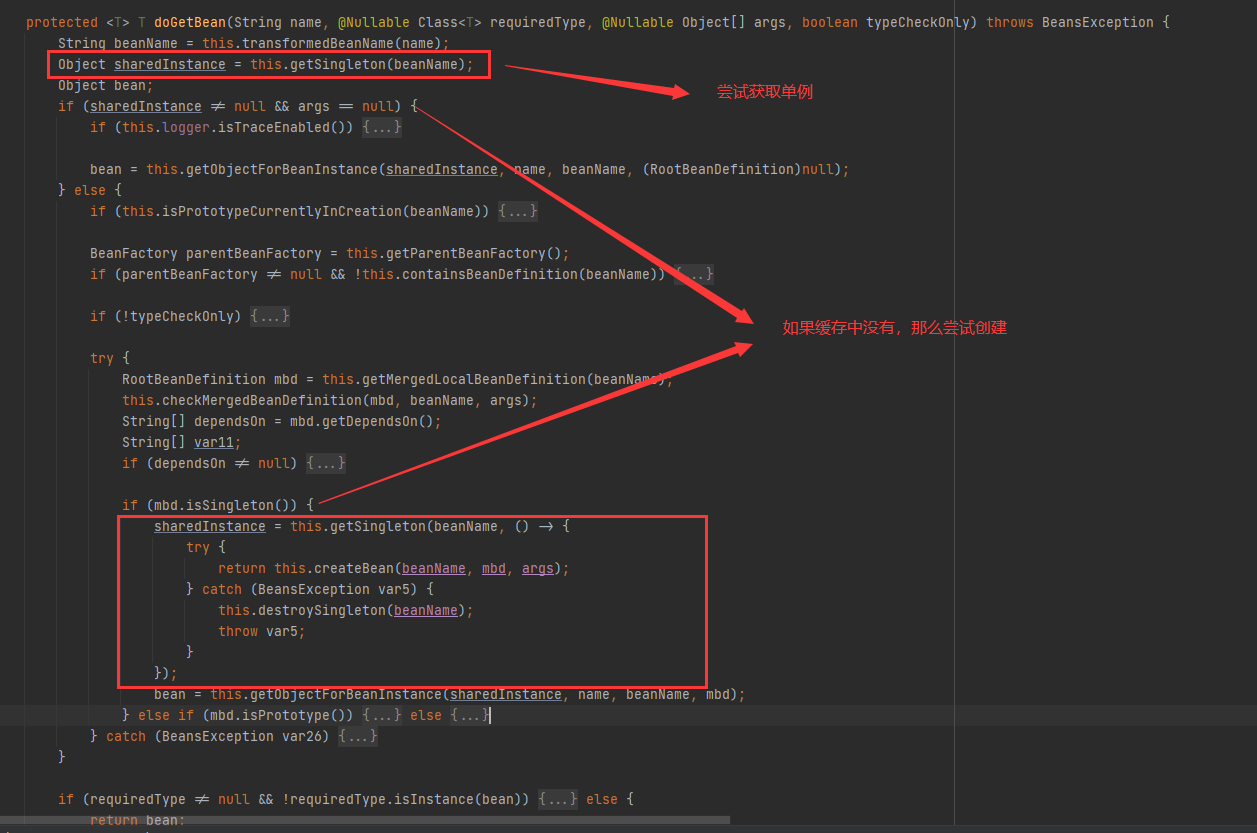 protected <T> T doGetBean(String name, @Nullable Class<T> requiredType, @Nullable Object[] args, boolean typeCheckOnly) throws BeansException {
String beanName = this.transformedBeanName(name);
Object sharedInstance = this.getSingleton(beanName);
尝试获取单例
Object bean;
if (sharedInstance ≠ null && args == null) {
if (this.logger.isTraceEnabled()) {...}
bean = this.getObjectForBeanInstance(sharedInstance, name, beanName, (RootBeanDefinition)null);
} else {
if (this.isPrototypeCurrentlyInCreation(beanName)) {...}
BeanFactory parentBeanFactory = this.getParentBeanFactory();
if (parentBeanFactory ≠ null && !this.containsBeanDefinition(beanName)) {...}
if (!typeCheckOnly) {...}
如果缓存中没有，那么尝试创建
try {
RootBeanDefinition mbd = this.getMergedLocalBeanDefinition(beanName);
this.checkMergedBeanDefinition(mbd, beanName, args);
String[] dependsOn = mbd.getDependsOn();
String[] var11;
if (dependsOn ≠ null) {...}
if (mbd.isSingleton()) {
sharedInstance = this.getSingleton(beanName, () → {
try {
return this.createBean(beanName, mbd, args);
} catch (BeansException var5) {
this.destroySingleton(beanName);
throw var5;
}
});
bean = this.getObjectForBeanInstance(sharedInstance, name, beanName, mbd);
} else if (mbd.isPrototype()) {...} else {...}
} catch (BeansException var26) {...}
}
if (requiredType ≠ null && !requiredType.isInstance(bean)) {...} else {
return bean;